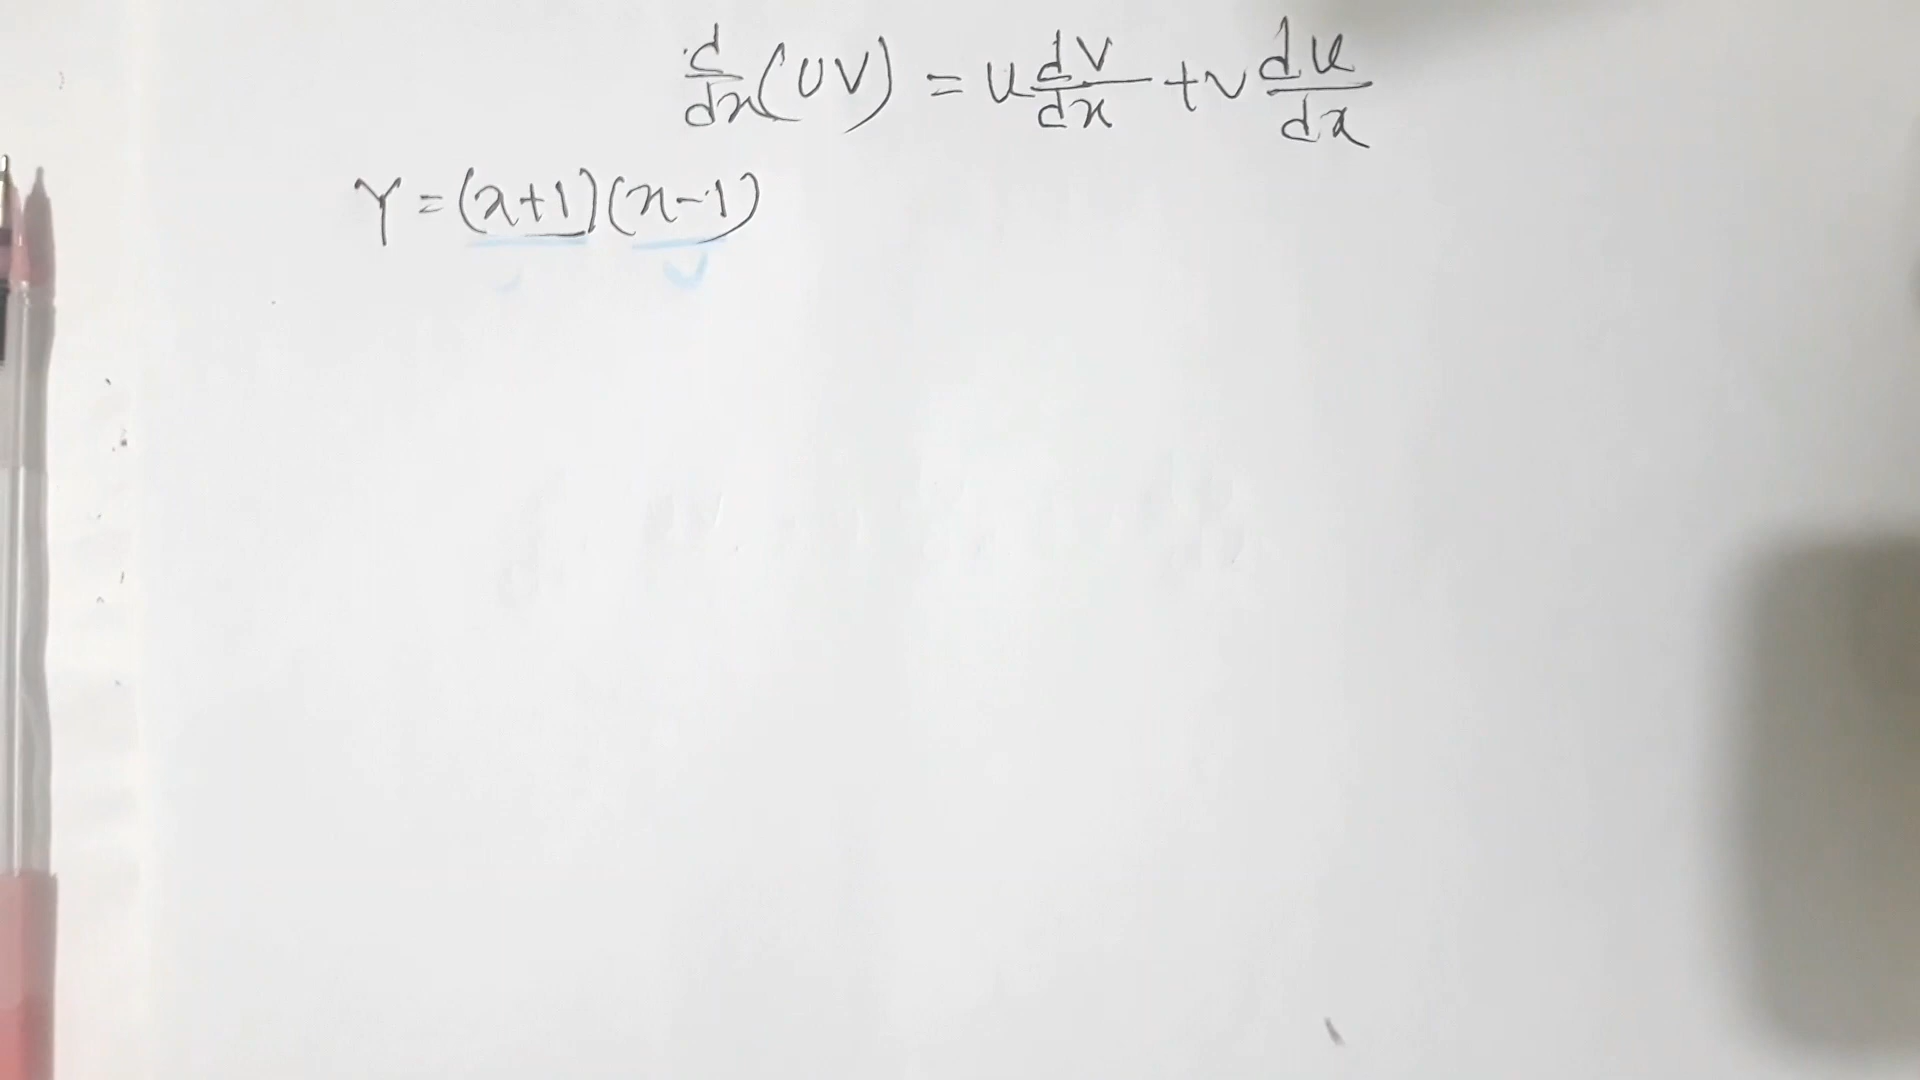 d/dx (UV) = u dv/dx + v du/dx
Y = (x+1)(x-1)
v